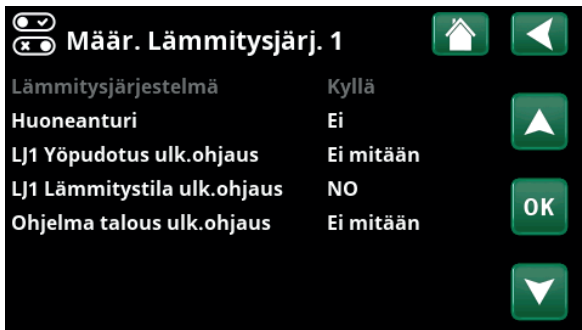 Määr. Lämmitysjärj. 1
Lämmitysjärjestelmä Kyllä
Huoneanturi Ei
LJ1 Yöpudotus ulk.ohjaus Ei mitään
LJ1 Lämmitystila ulk.ohjaus NO
OK
Ohjelma talous ulk.ohjaus Ei mitään